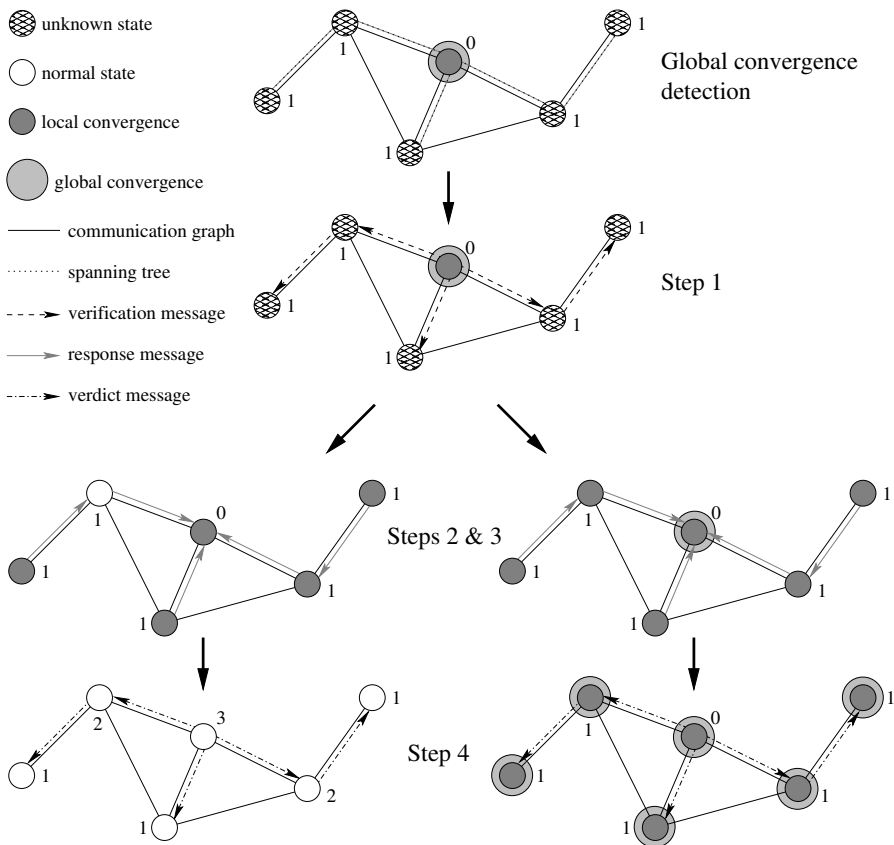 unknown state
normal state
local convergence
global convergence
communication graph
spanning tree
verification message
response message
verdict message
1
0
1
1
1
1
Global convergence
detection
1
0
1
1
1
1
Step 1
1
0
1
1
1
1
Steps 2 & 3
1
0
1
1
1
1
1
2
3
1
2
1
Step 4
1
0
1
1
1
1